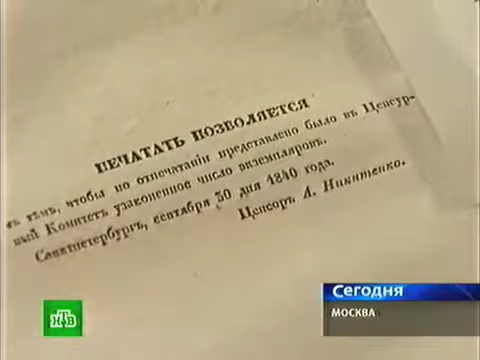 ПЕЧАТАТЬ ПОЗВОЛЯЕТСЯ
съ тѣмъ, чтобы по отпечатаніи представлено было въ Ценсур-
ный Комитетъ узаконенное число экземпляровъ.
Санктпетербургъ, сентября 30 дня 1840 года.
Ценсоръ А. Никитенко.
Сегодня
МОСКВА
НТВ